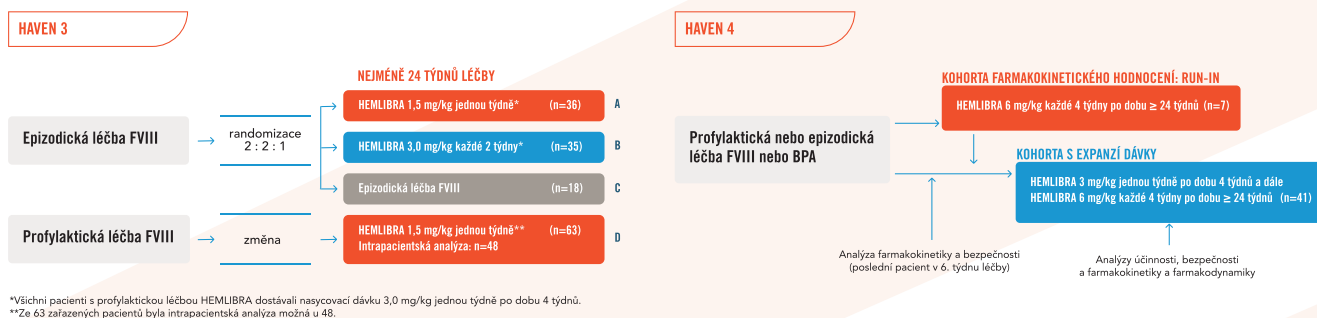 HAVEN 3
NEJMÉNĚ 24 TÝDNŮ LÉČBY
Epizodická léčba FVIII
randomizace
2 : 2 : 1
HEMLIBRA 1,5 mg/kg jednou týdně* (n=36) A
HEMLIBRA 3,0 mg/kg každé 2 týdny* (n=35) B
Epizodická léčba FVIII (n=18) C
Profylaktická léčba FVIII
změna
HEMLIBRA 1,5 mg/kg jednou týdně** (n=63) D
Intrapacientská analýza: n=48
*Všichni pacienti s profylaktickou léčbou HEMLIBRA dostávali nasycovací dávku 3,0 mg/kg jednou týdně po dobu 4 týdnů.
**Ze 63 zařazených pacientů byla intrapacientská analýza možná u 48.
HAVEN 4
KOHORTA FARMAKOKINETICKÉHO HODNOCENÍ: RUN-IN
HEMLIBRA 6 mg/kg každé 4 týdny po dobu ≥ 24 týdnů (n=7)
Profylaktická nebo epizodická
léčba FVIII nebo BPA
KOHORTA S EXPANZÍ DÁVKY
HEMLIBRA 3 mg/kg jednou týdně po dobu 4 týdnů a dále
HEMLIBRA 6 mg/kg každé 4 týdny po dobu ≥ 24 týdnů (n=41)
Analýza farmakokinetiky a bezpečnosti
(poslední pacient v 6. týdnu léčby)
Analýzy účinnosti, bezpečnosti
a farmakokinetiky a farmakodynamiky